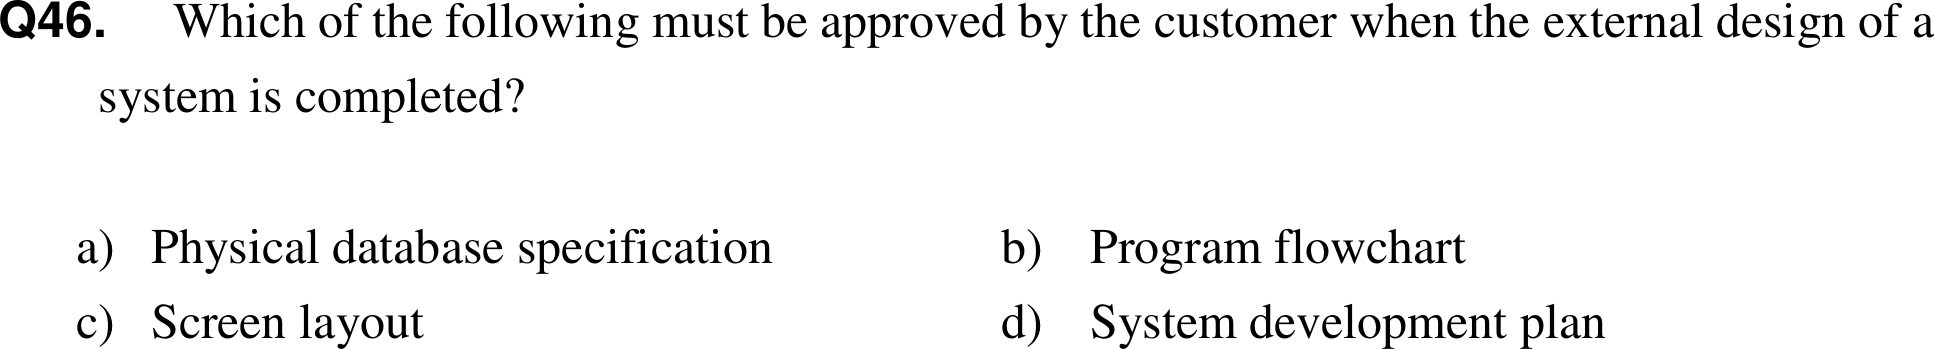 Q46. Which of the following must be approved by the customer when the external design of a
system is completed?
a) Physical database specification b) Program flowchart
c) Screen layout d) System development plan